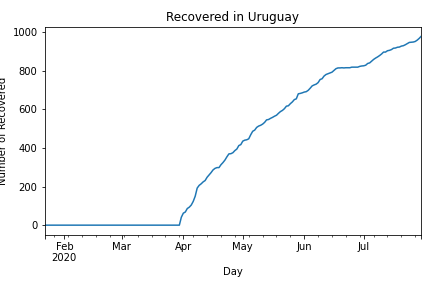 Recovered in Uruguay
Number of Recovered
1000
800
600
400
200
0
Feb
2020
Mar
Apr
May
Jun
Jul
Day